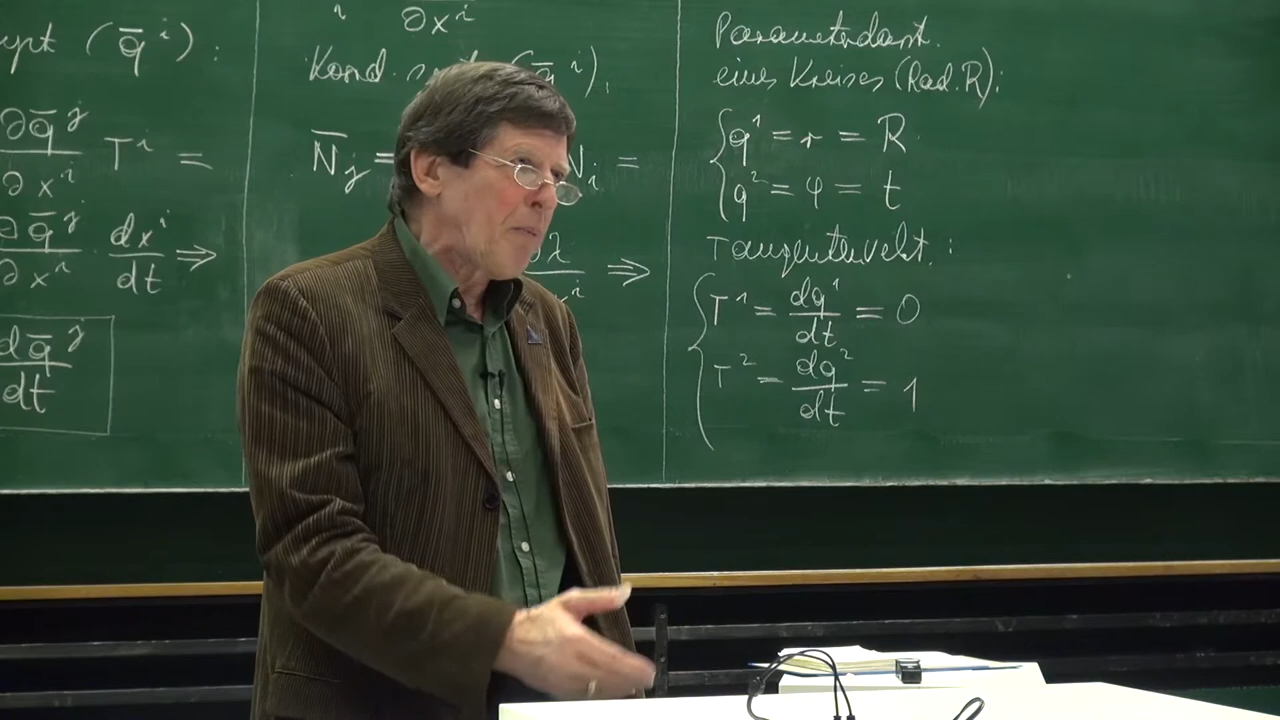 ypt (q̄ⁱ):
∂q̄ʲ/∂xⁱ Tⁱ =
∂q̄ʲ/∂xⁱ · dxⁱ/dt ⇒
dq̄ʲ/dt
∂xⁱ
(q̄ⁱ),
N̄ⱼ =
Nᵢ =
∂λ ⇒
Parameterdarst.
eines Kreises (Rad. R):
q¹ = r = R
q² = φ = t
Tangentenvekt.:
T¹ = dq¹/dt = 0
T² = dq²/dt = 1